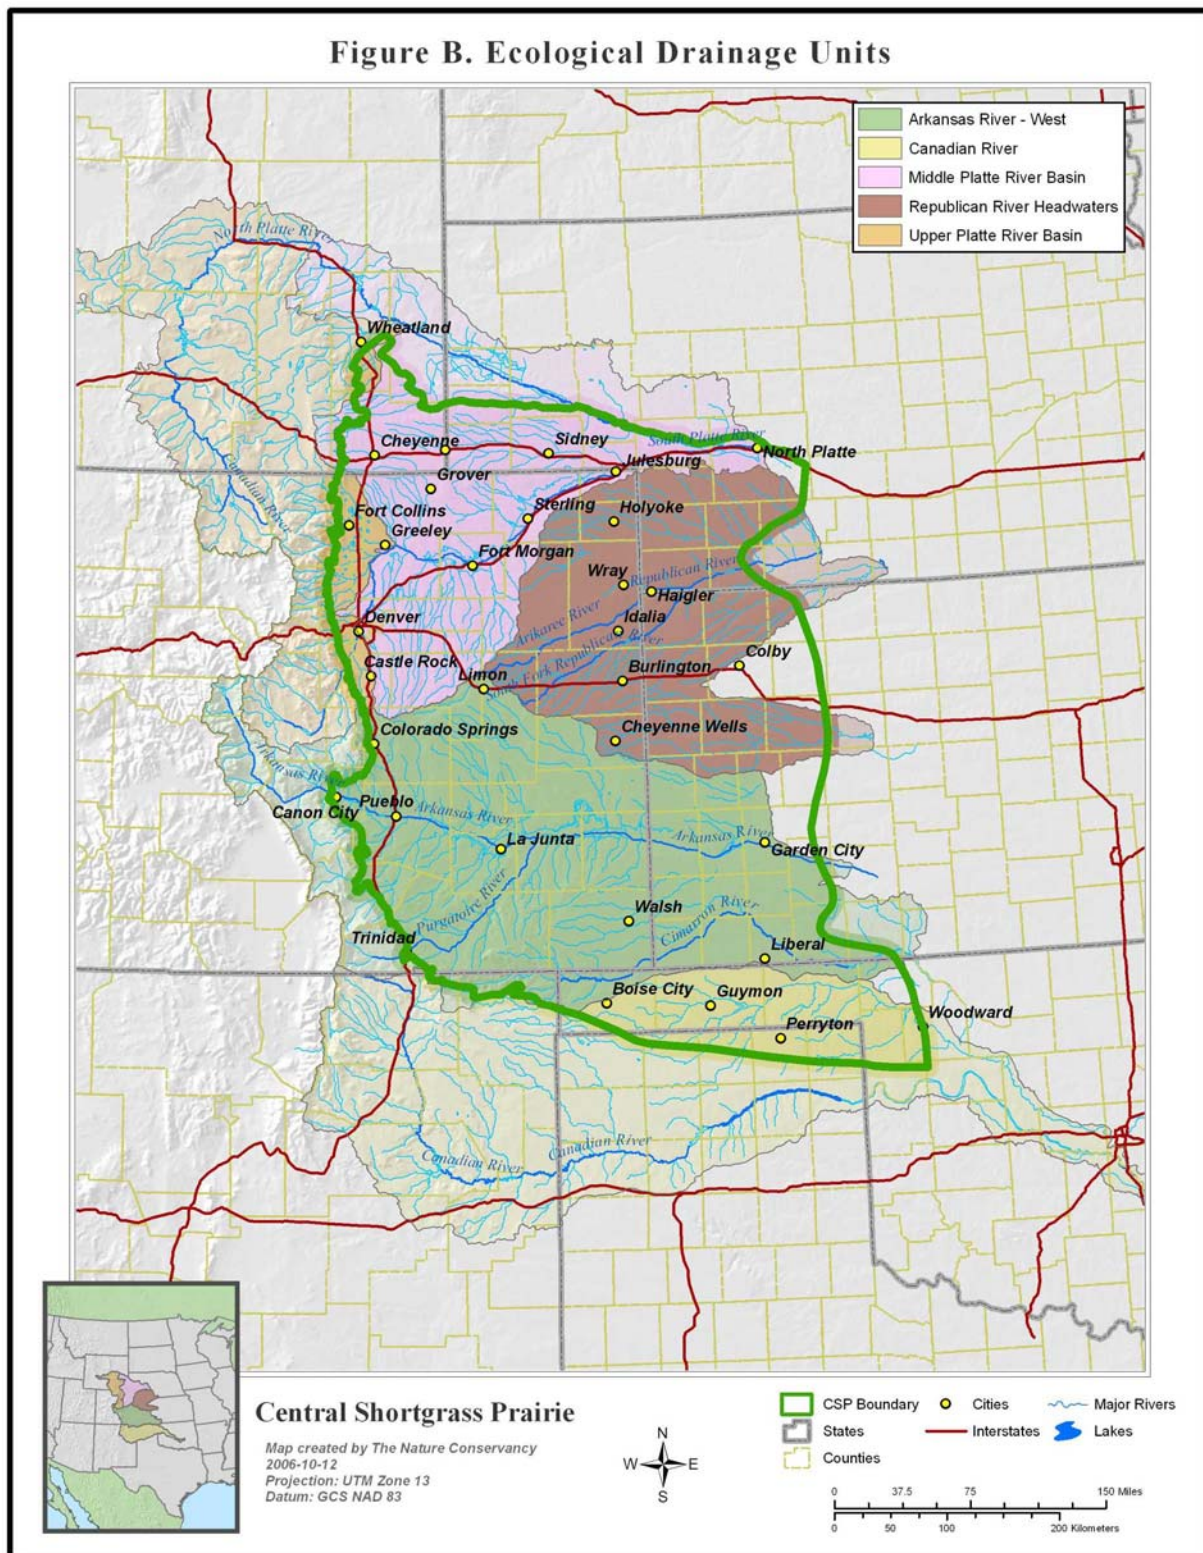 Figure B. Ecological Drainage Units
Arkansas River - West
Canadian River
Middle Platte River Basin
Republican River Headwaters
Upper Platte River Basin
North Platte River
Wheatland
Cheyenne
Sidney
South Platte River
North Platte
Julesburg
Canadian River
Grover
Sterling
Holyoke
Fort Collins
Greeley
Fort Morgan
Wray
Republican River
Haigler
Denver
Arikaree River
Idalia
South Fork Republican River
Castle Rock
Limon
Burlington
Colby
Colorado Springs
Cheyenne Wells
Arkansas River
Canon City
Pueblo
Arkansas River
La Junta
Arkansas River
Garden City
Purgatoire River
Walsh
Cimarron River
Trinidad
Liberal
Boise City
Guymon
Woodward
Perryton
Canadian River
Canadian River
Central Shortgrass Prairie
Map created by The Nature Conservancy
2006-10-12
Projection: UTM Zone 13
Datum: GCS NAD 83
N
W
E
S
CSP Boundary
Cities
Major Rivers
States
Interstates
Lakes
Counties
0 37.5 75 150 Miles
0 50 100 200 Kilometers